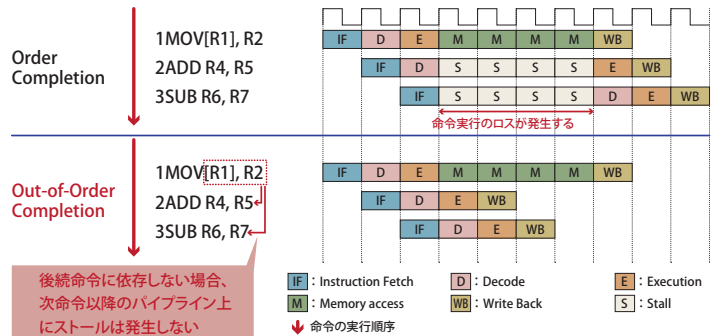 Order
Completion
1MOV[R1], R2
2ADD R4, R5
3SUB R6, R7
IF D E M M M M WB
IF D S S S S E WB
IF S S S S D E WB
命令実行のロスが発生する
Out-of-Order
Completion
1MOV[R1], R2
2ADD R4, R5
3SUB R6, R7
IF D E M M M M WB
IF D E WB
IF D E WB
後続命令に依存しない場合、
次命令以降のパイプライン上
にストールは発生しない
IF : Instruction Fetch D : Decode E : Execution
M : Memory access WB : Write Back S : Stall
命令の実行順序